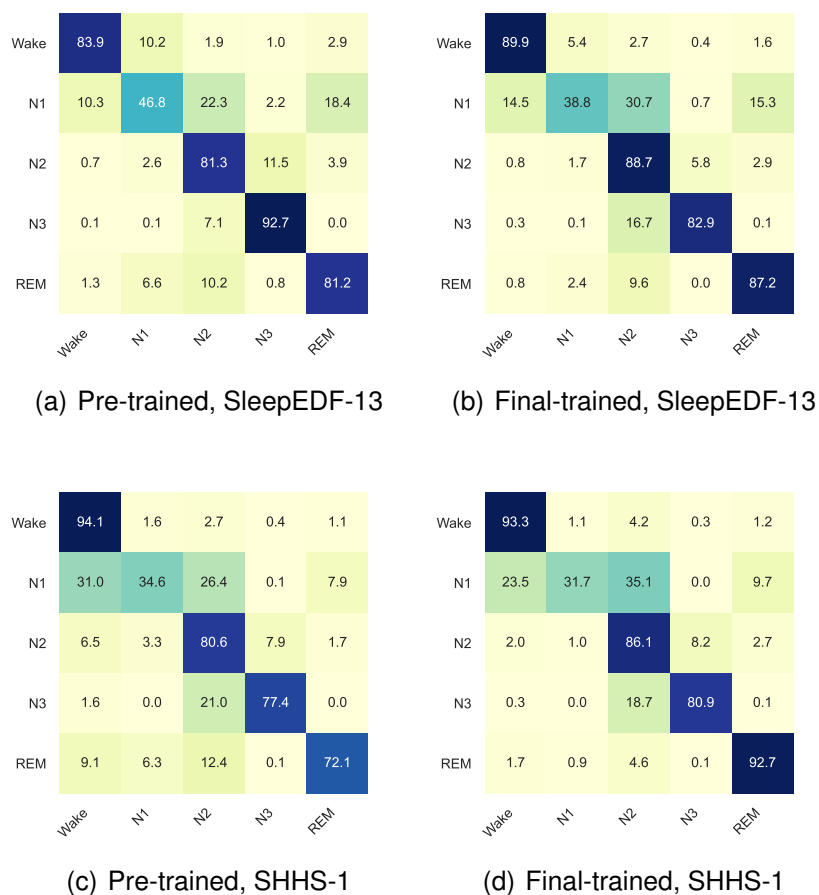 Wake 83.9 10.2 1.9 1.0 2.9
N1 10.3 46.8 22.3 2.2 18.4
N2 0.7 2.6 81.3 11.5 3.9
N3 0.1 0.1 7.1 92.7 0.0
REM 1.3 6.6 10.2 0.8 81.2
Wake N1 N2 N3 REM
(a) Pre-trained, SleepEDF-13
Wake 89.9 5.4 2.7 0.4 1.6
N1 14.5 38.8 30.7 0.7 15.3
N2 0.8 1.7 88.7 5.8 2.9
N3 0.3 0.1 16.7 82.9 0.1
REM 0.8 2.4 9.6 0.0 87.2
Wake N1 N2 N3 REM
(b) Final-trained, SleepEDF-13
Wake 94.1 1.6 2.7 0.4 1.1
N1 31.0 34.6 26.4 0.1 7.9
N2 6.5 3.3 80.6 7.9 1.7
N3 1.6 0.0 21.0 77.4 0.0
REM 9.1 6.3 12.4 0.1 72.1
Wake N1 N2 N3 REM
(c) Pre-trained, SHHS-1
Wake 93.3 1.1 4.2 0.3 1.2
N1 23.5 31.7 35.1 0.0 9.7
N2 2.0 1.0 86.1 8.2 2.7
N3 0.3 0.0 18.7 80.9 0.1
REM 1.7 0.9 4.6 0.1 92.7
Wake N1 N2 N3 REM
(d) Final-trained, SHHS-1